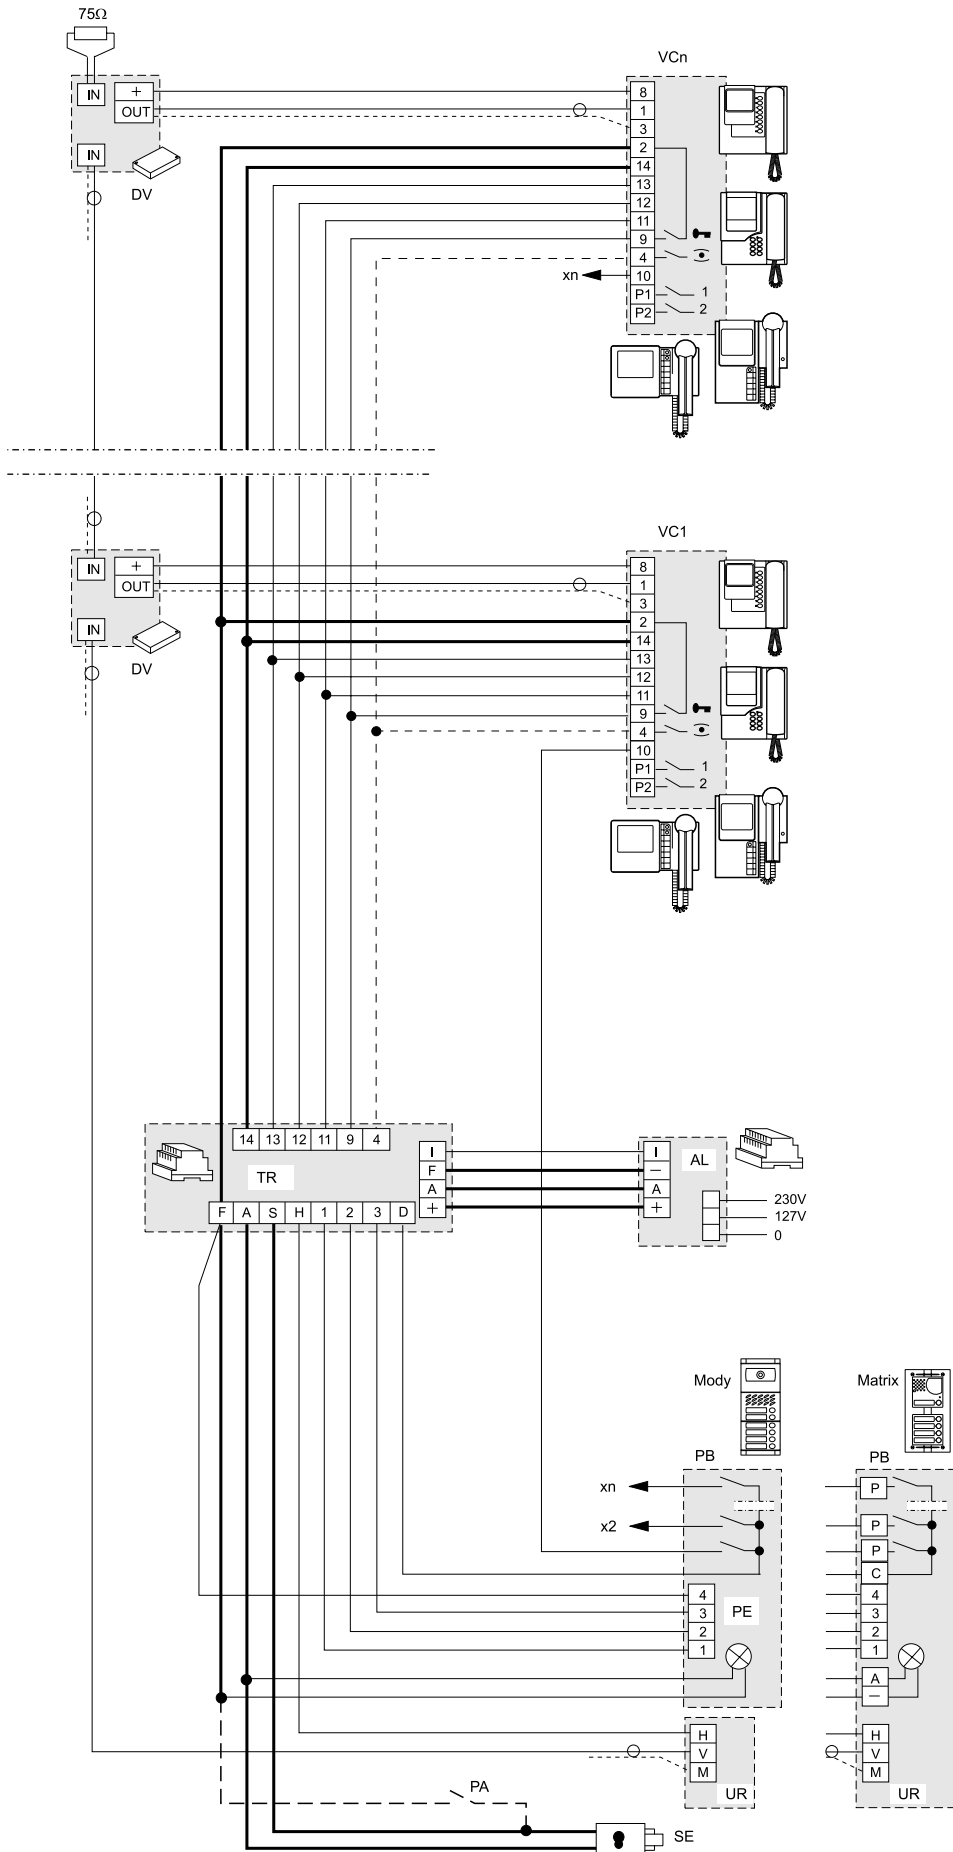 75Ω
VCn
IN
+
OUT
IN
DV
8
1
3
2
14
13
12
11
9
4
10
P1
P2
1
2
xn
VC1
IN
+
OUT
IN
DV
8
1
3
2
14
13
12
11
9
4
10
P1
P2
1
2
14 13 12 11 9 4
TR
I
F
A
+
F A S H 1 2 3 D
I
–
A
+
AL
230V
127V
0
Mody
Matrix
PB
PB
xn
x2
4
3
2
1
PE
P
P
P
C
4
3
2
1
A
–
H
V
M
UR
H
V
M
UR
PA
SE